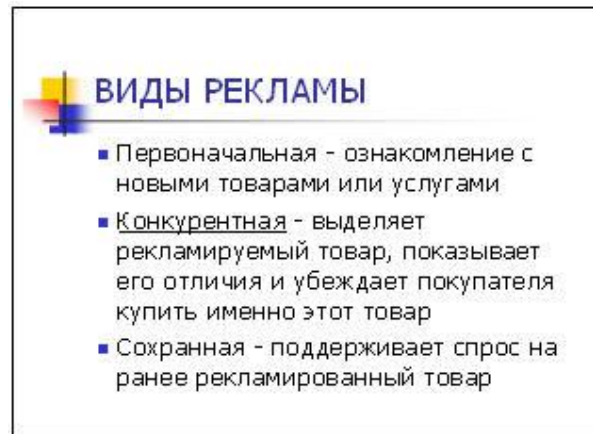 ВИДЫ РЕКЛАМЫ
Первоначальная - ознакомление с
новыми товарами или услугами
Конкурентная - выделяет
рекламируемый товар, показывает
его отличия и убеждает покупателя
купить именно этот товар
Сохранная - поддерживает спрос на
ранее рекламированный товар